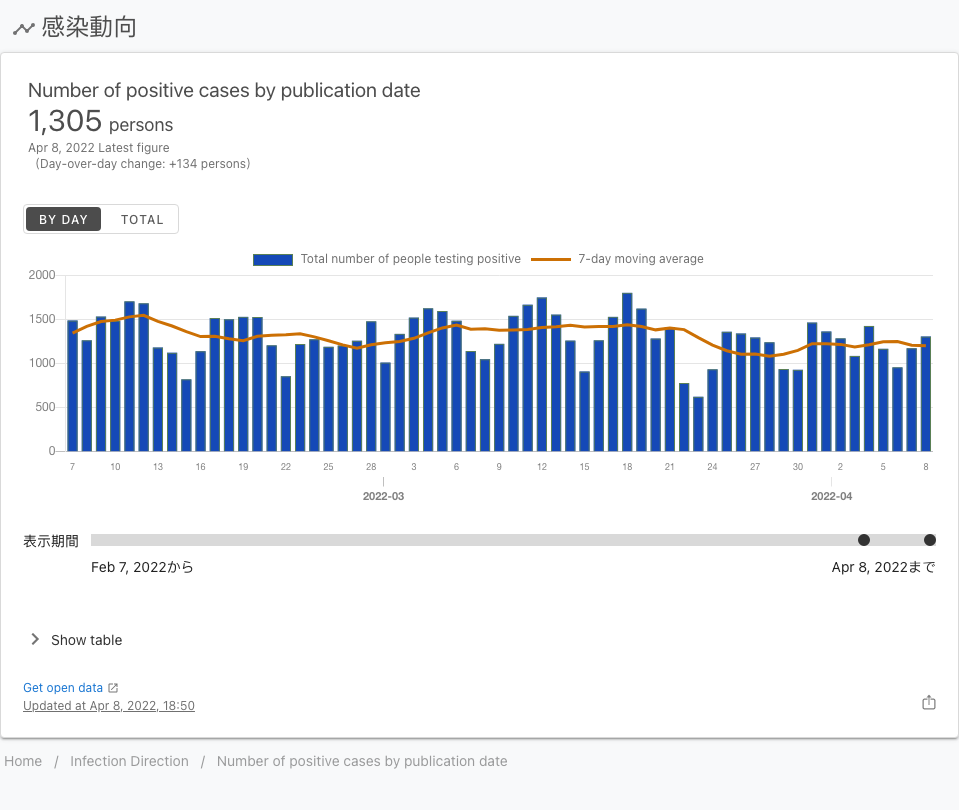 感染動向
Number of positive cases by publication date
1,305 persons
Apr 8, 2022 Latest figure
（Day-over-day change: +134 persons）
BY DAY TOTAL
Total number of people testing positive 7-day moving average
2000
1500
1000
500
0
7 10 13 16 19 22 25 28 3 6 9 12 15 18 21 24 27 30 2 5 8
2022-03 2022-04
表示期間
Feb 7, 2022から Apr 8, 2022まで
Show table
Get open data
Updated at Apr 8, 2022, 18:50
Home / Infection Direction / Number of positive cases by publication date